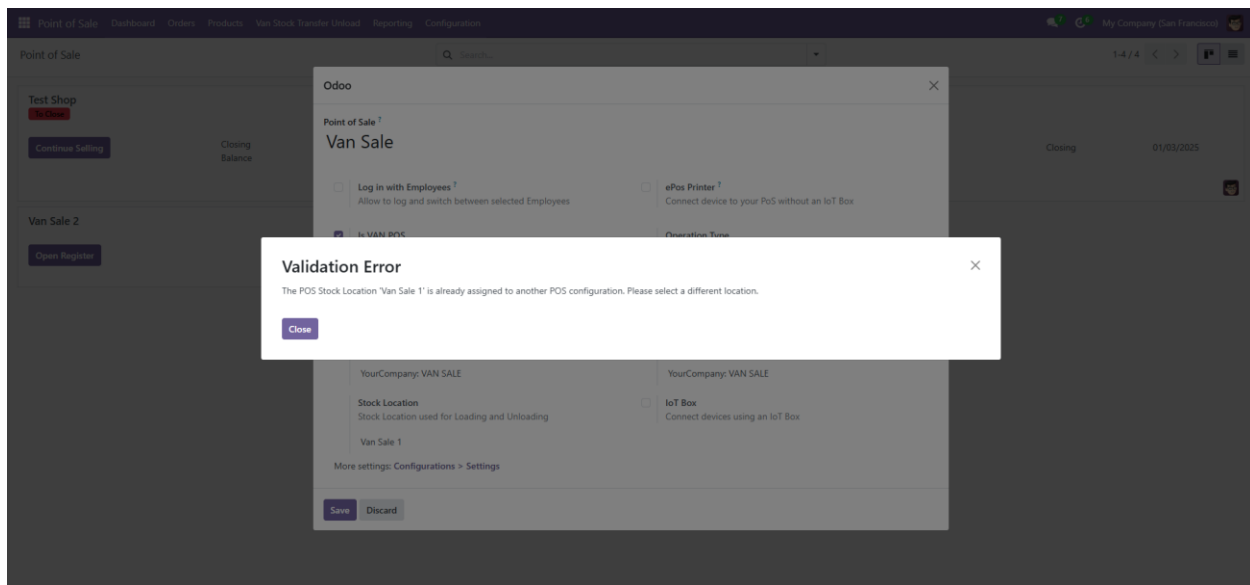 Point of Sale Dashboard Orders Products Van Stock Transfer Unload Reporting Configuration
7 6 My Company (San Francisco)
Point of Sale
Search...
1-4 / 4
Odoo
Test Shop
To Close
Continue Selling
Closing
Balance
Closing
01/03/2025
Point of Sale ?
Van Sale
Log in with Employees ?
Allow to log and switch between selected Employees
ePos Printer ?
Connect device to your PoS without an IoT Box
Van Sale 2
Open Register
Is VAN POS
Operation Type
Validation Error
The POS Stock Location 'Van Sale 1' is already assigned to another POS configuration. Please select a different location.
Close
YourCompany: VAN SALE
YourCompany: VAN SALE
Stock Location
Stock Location used for Loading and Unloading
IoT Box
Connect devices using an IoT Box
Van Sale 1
More settings: Configurations > Settings
Save Discard